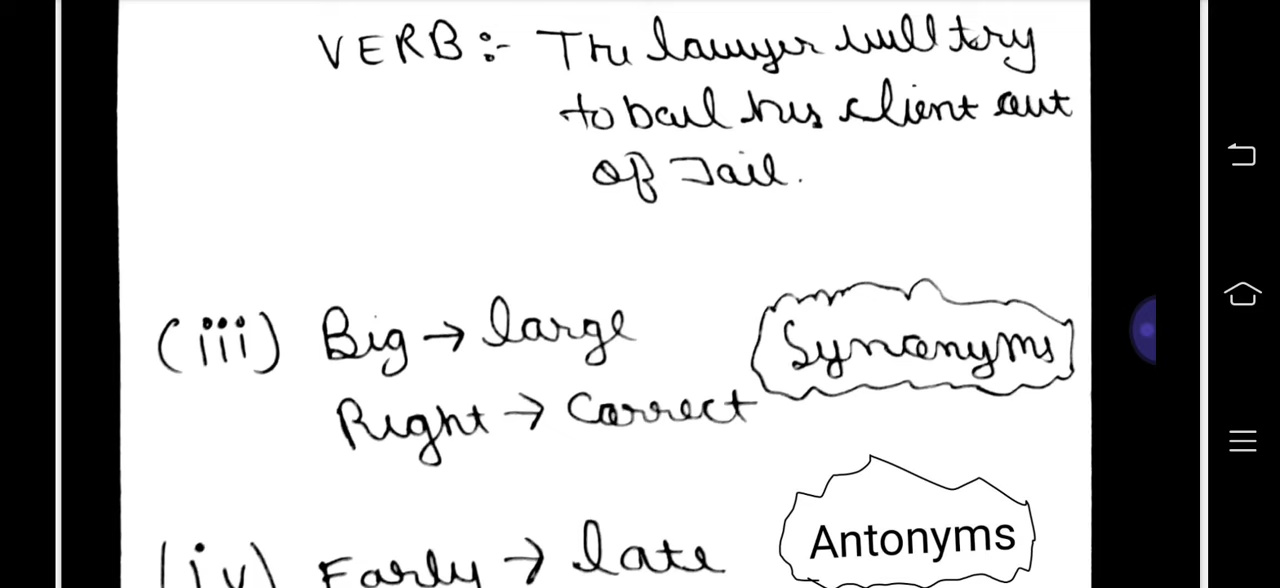 VERB:- The lawyer will try
to bail his client out
of Jail.
(iii) Big → large
Synonyms
Right → Correct
Antonyms
(iv) Early → late